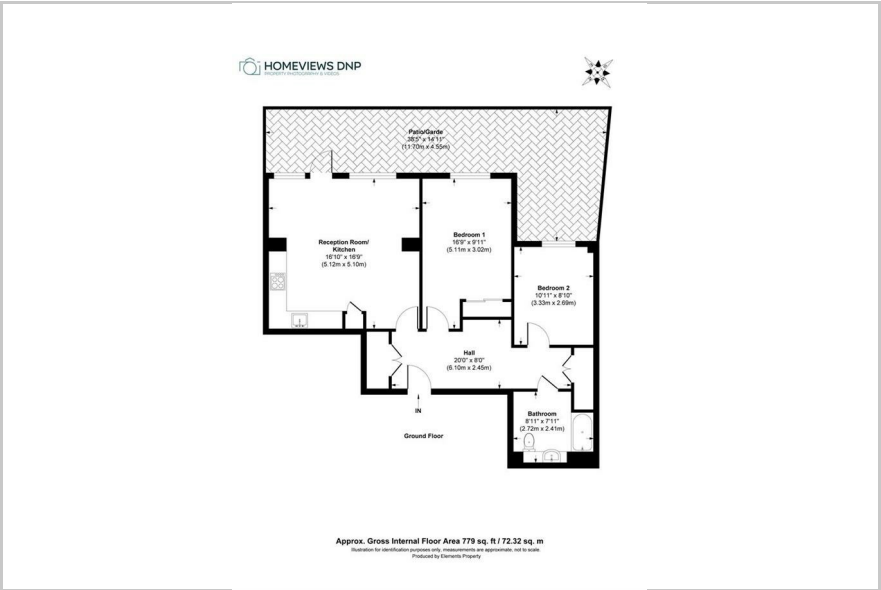 HOMEVIEWS DNP
PROPERTY PHOTOGRAPHY & VIDEOS
Patio/Garde
38'5" x 14'11"
(11.70m x 4.55m)
Reception Room/
Kitchen
16'10" x 16'9"
(5.12m x 5.10m)
Bedroom 1
16'9" x 9'11"
(5.11m x 3.02m)
Bedroom 2
10'11" x 8'10"
(3.33m x 2.69m)
Hall
20'0" x 8'0"
(6.10m x 2.45m)
IN
Bathroom
8'11" x 7'11"
(2.72m x 2.41m)
Ground Floor
Approx. Gross Internal Floor Area 779 sq. ft / 72.32 sq. m
Illustration for identification purposes only, measurements are approximate, not to scale.
Produced by Elements Property